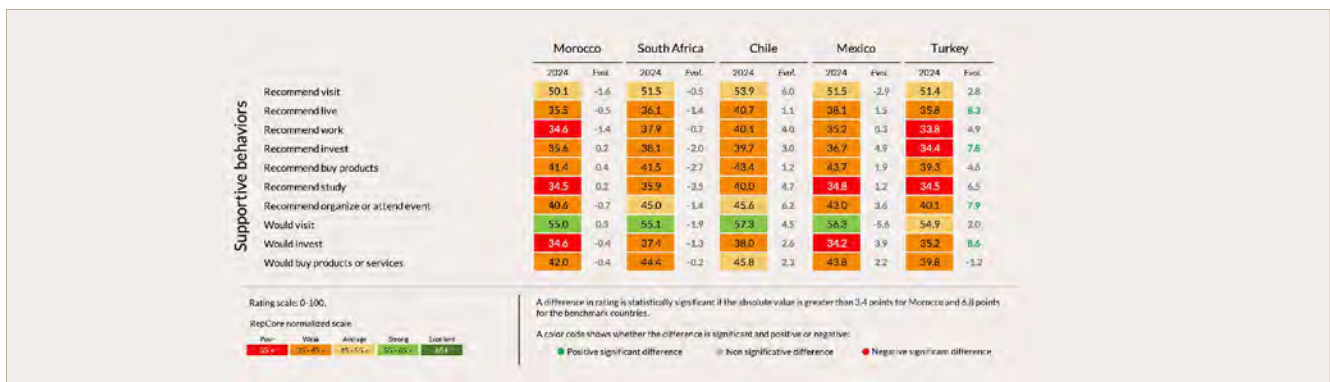 Morocco South Africa Chile Mexico Turkey
2024 Evol. 2024 Evol. 2024 Evol. 2024 Evol. 2024 Evol.
Supportive behaviors
Recommend visit 50.1 -1.6 51.5 -0.5 53.9 6.0 51.5 -2.9 51.4 2.8
Recommend live 35.5 -0.5 36.1 -1.4 40.7 1.1 38.1 1.5 35.8 8.3
Recommend work 34.6 -1.4 37.9 -0.7 40.1 4.0 35.2 0.3 33.8 4.9
Recommend invest 35.6 0.2 38.1 -2.0 39.7 3.0 36.7 4.9 34.4 7.8
Recommend buy products 41.4 0.4 41.5 -2.7 43.4 1.2 43.7 1.9 39.3 4.6
Recommend study 34.5 0.2 35.9 -3.5 40.0 4.7 34.8 1.2 34.5 6.5
Recommend organize or attend event 40.6 -0.7 45.0 -1.4 45.6 6.2 43.0 3.6 40.1 7.9
Would visit 55.0 0.3 55.1 -1.9 57.3 4.5 56.3 -5.6 54.9 2.0
Would invest 34.6 -0.4 37.4 -1.3 38.0 2.6 34.2 3.9 35.2 8.6
Would buy products or services 42.0 -0.4 44.4 -0.2 45.8 2.3 43.8 2.2 39.8 -1.2
Rating scale: 0-100.
RepCore normalized scale
Poor Weak Average Strong Excellent
A difference in rating is statistically significant if the absolute value is greater than 3.4 points for Morocco and 6.8 points
for the benchmark countries.
A color code shows whether the difference is significant and positive or negative:
Positive significant difference Non significative difference Negative significant difference